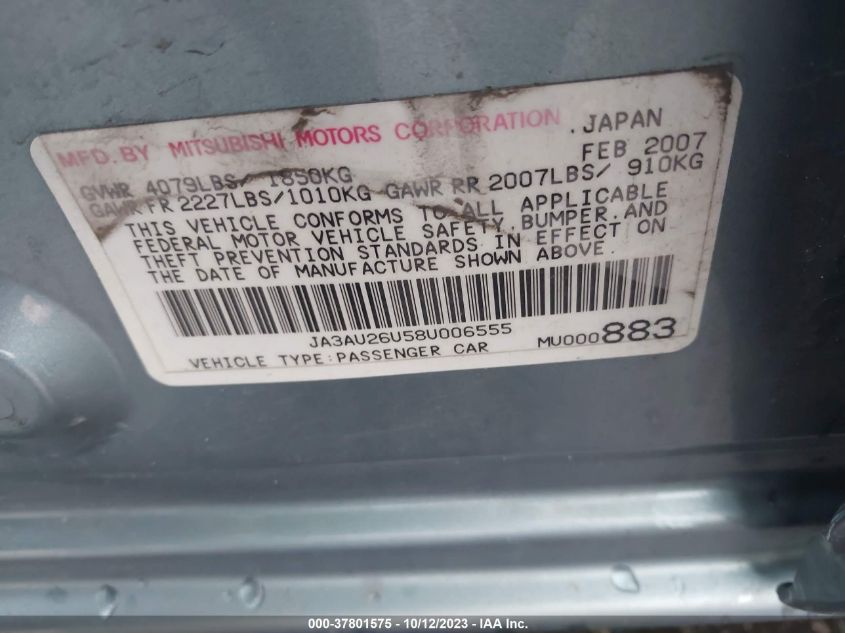 MFD. BY MITSUBISHI MOTORS CORPORATION . JAPAN
FEB 2007
GVWR 4079LBS/ 1850KG
GAWR FR 2227LBS/1010KG GAWR RR 2007LBS/ 910KG
THIS VEHICLE CONFORMS TO ALL APPLICABLE
FEDERAL MOTOR VEHICLE SAFETY,BUMPER,AND
THEFT PREVENTION STANDARDS IN EFFECT ON
THE DATE OF MANUFACTURE SHOWN ABOVE.
JA3AU26U58U006555
VEHICLE TYPE:PASSENGER CAR MU000883
000-37801575 - 10/12/2023 - IAA Inc.